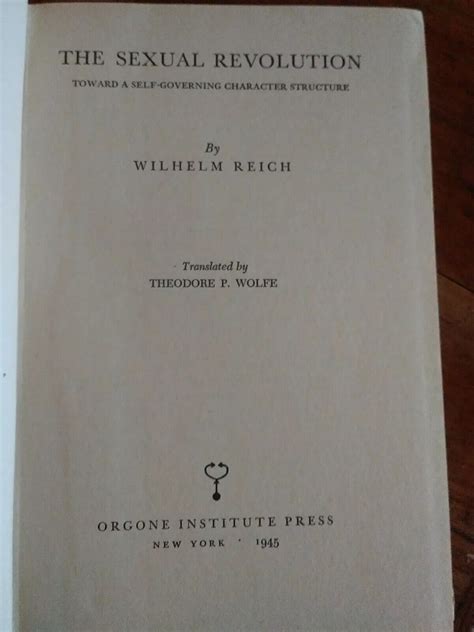 THE SEXUAL REVOLUTION
TOWARD A SELF-GOVERNING CHARACTER STRUCTURE
By
WILHELM REICH
Translated by
THEODORE P. WOLFE
ORGONE INSTITUTE PRESS
NEW YORK · 1945